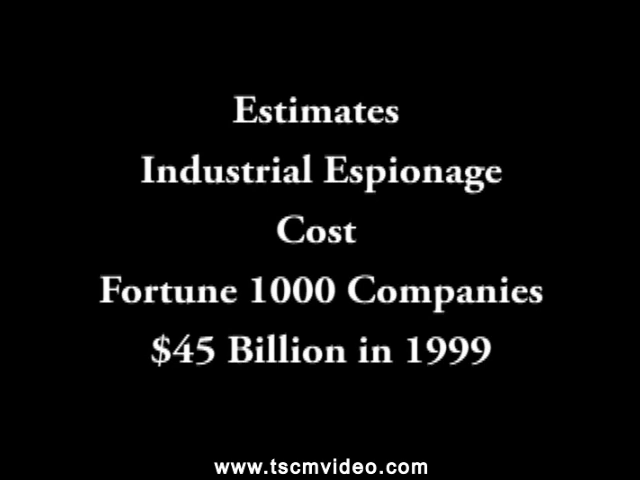 Estimates
Industrial Espionage
Cost
Fortune 1000 Companies
$45 Billion in 1999
www.tscmvideo.com